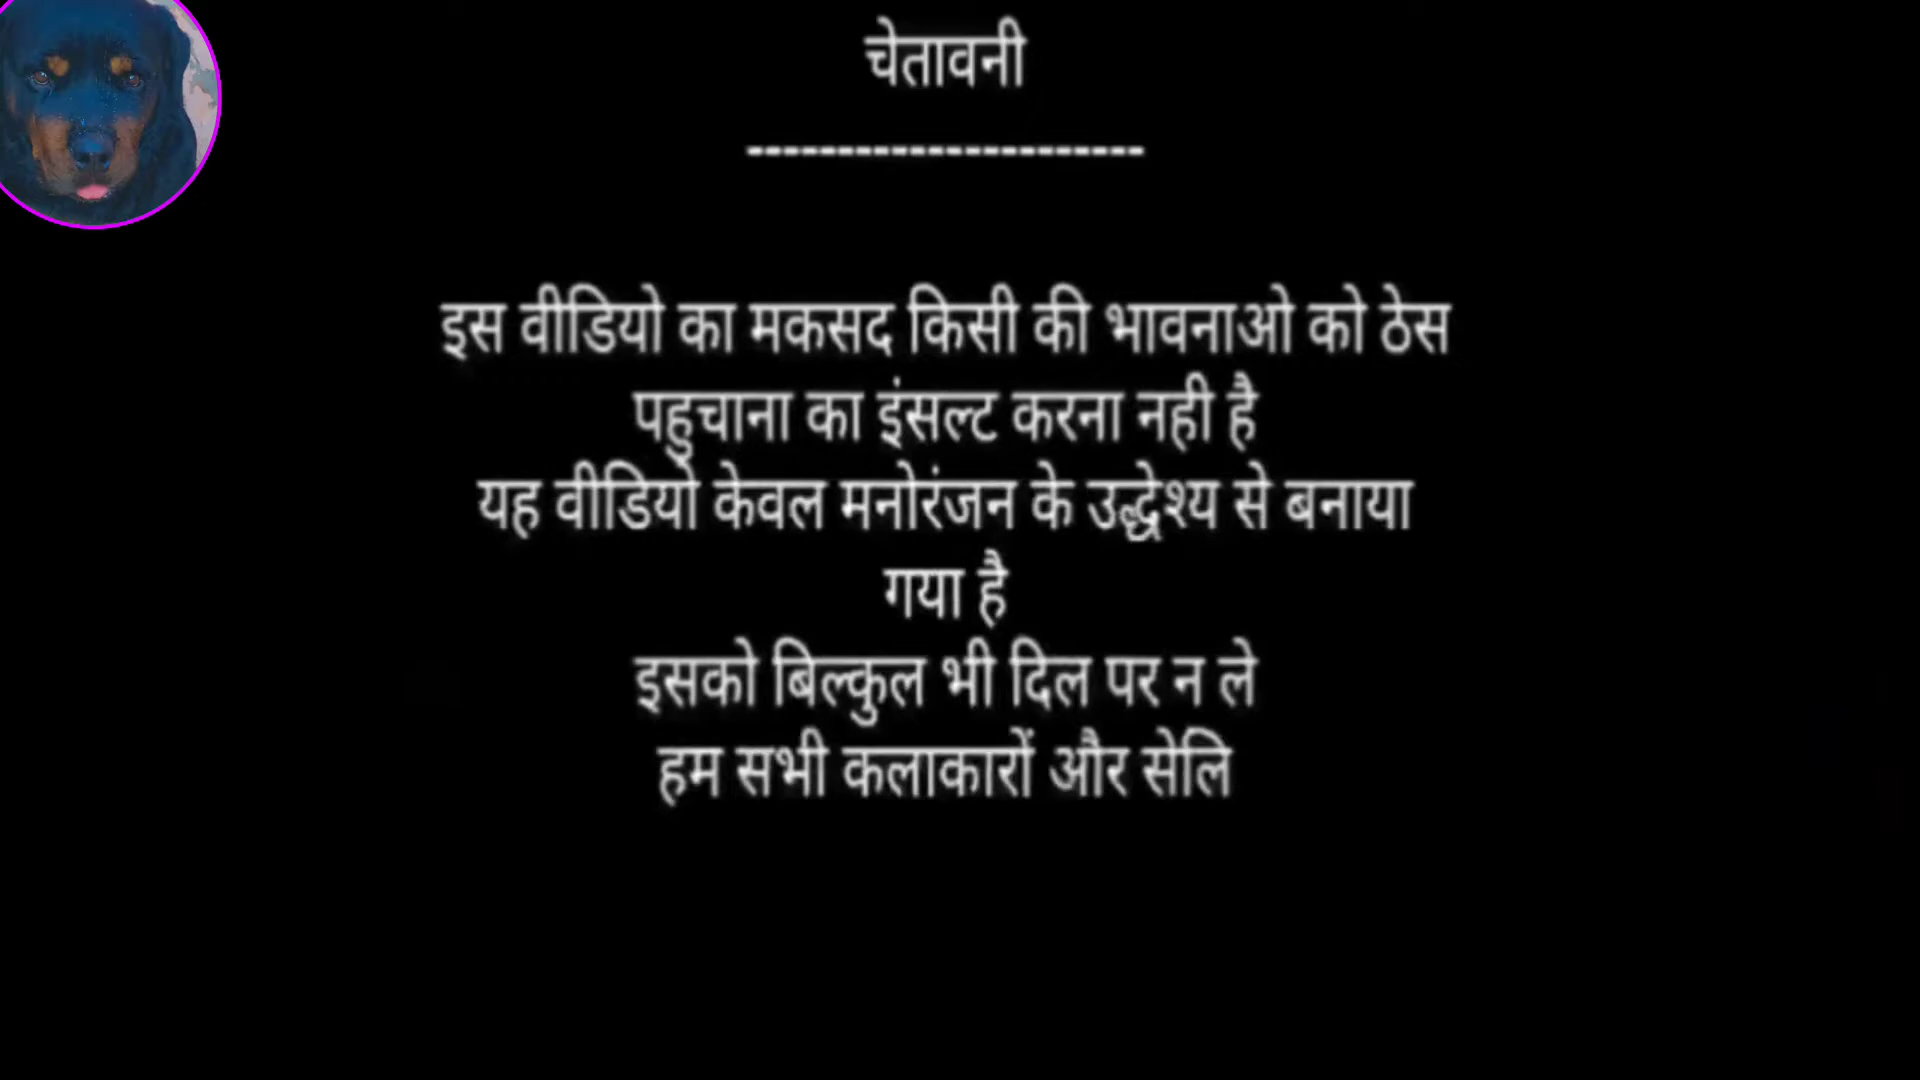 चेतावनी
----------------------
इस वीडियो का मकसद किसी की भावनाओ को ठेस
पहुचाना का इंसल्ट करना नही है
यह वीडियो केवल मनोरंजन के उद्धेश्य से बनाया
गया है
इसको बिल्कुल भी दिल पर न ले
हम सभी कलाकारों और सेलि